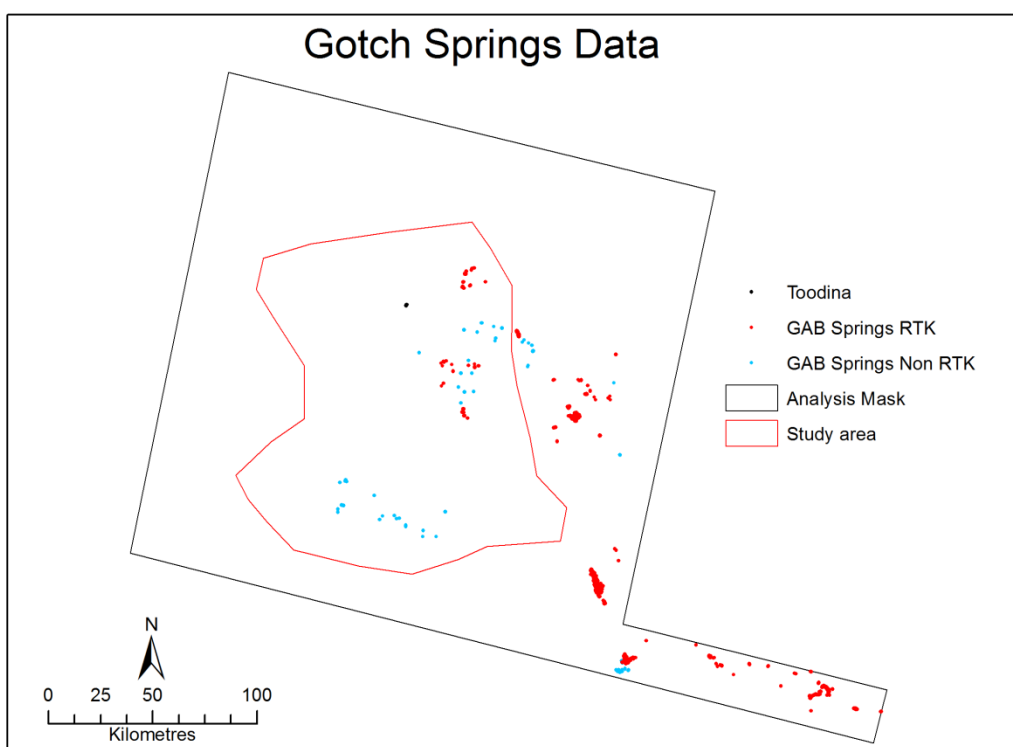 Gotch Springs Data
Toodina
GAB Springs RTK
GAB Springs Non RTK
Analysis Mask
Study area
N
0 25 50 100
Kilometres